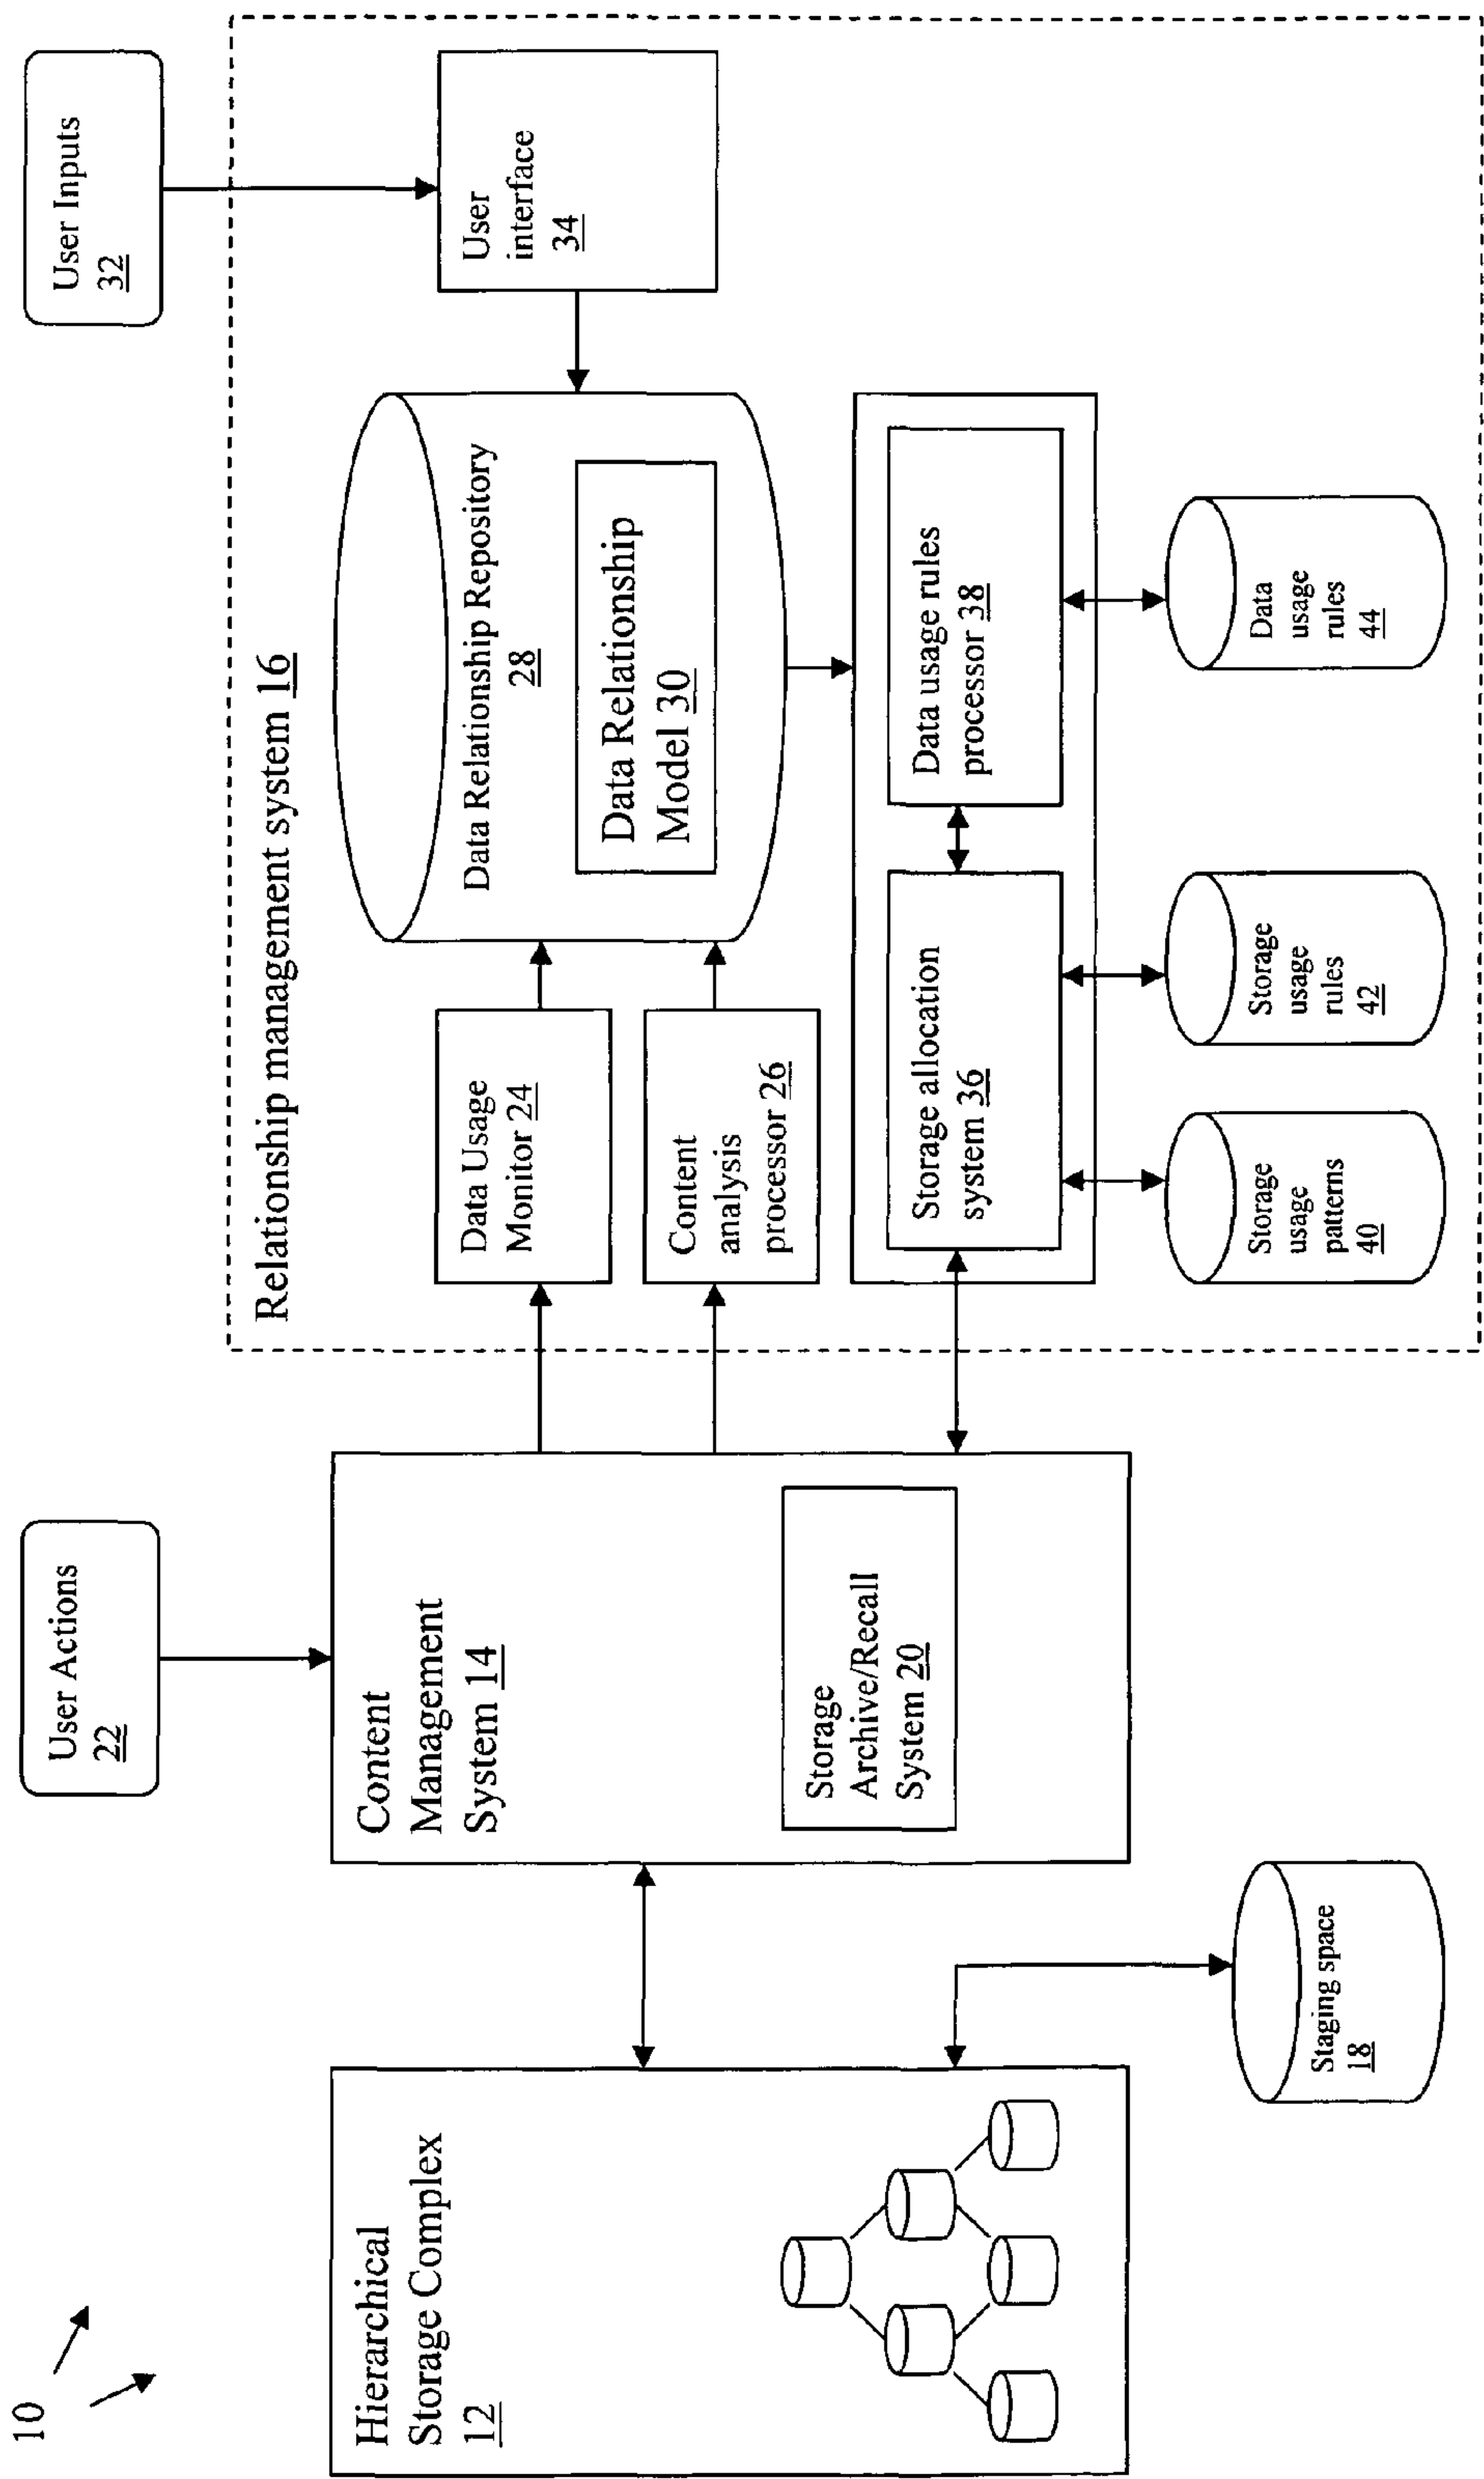 10
Hierarchical
Storage Complex
12
Staging space
18
User Actions
22
Content
Management
System 14
Storage
Archive/Recall
System 20
User Inputs
32
Relationship management system 16
Data Usage
Monitor 24
Content
analysis
processor 26
Data Relationship Repository
28
Data Relationship
Model 30
User
interface
34
Storage allocation
system 36
Data usage rules
processor 38
Storage
usage
patterns
40
Storage
usage
rules
42
Data
usage
rules
44